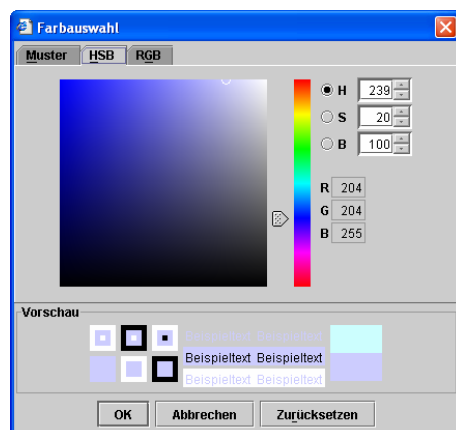 Farbauswahl
Muster HSB RGB
H 239
S 20
B 100
R 204
G 204
B 255
Vorschau
Beispieltext Beispieltext
Beispieltext Beispieltext
Beispieltext Beispieltext
OK Abbrechen Zurücksetzen